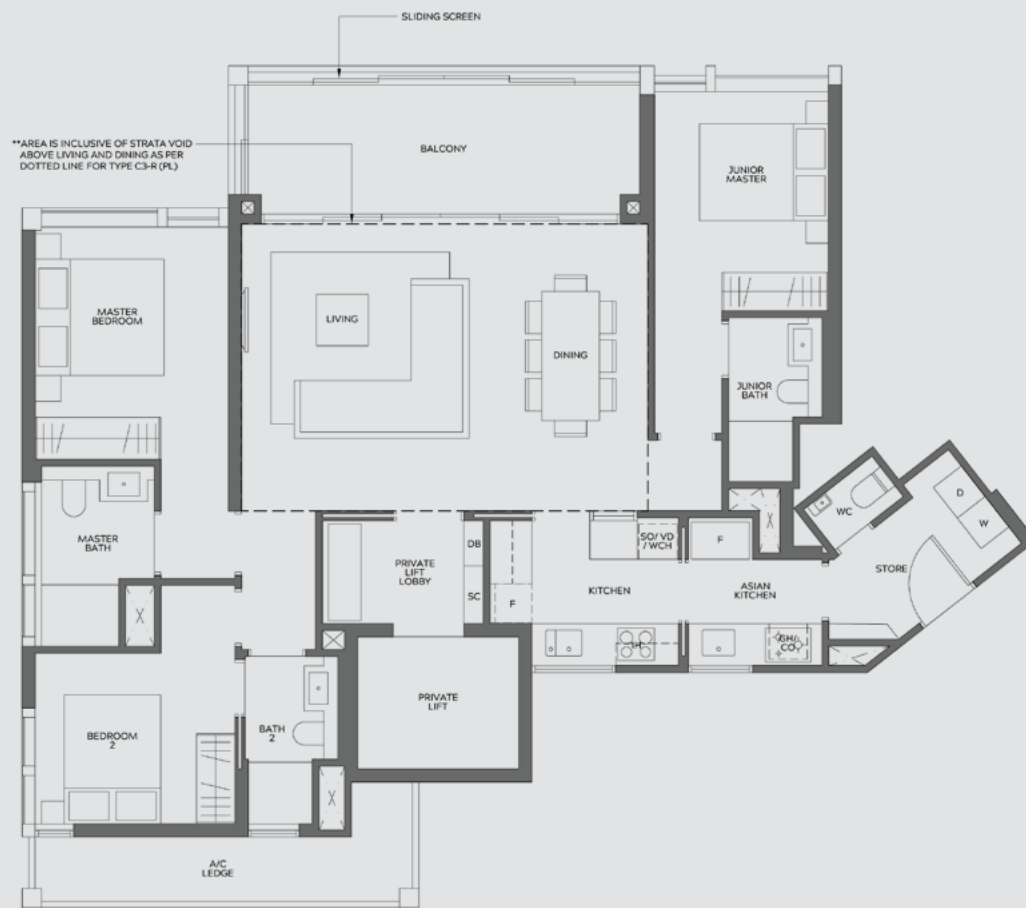 SLIDING SCREEN
**AREA IS INCLUSIVE OF STRATA VOID
ABOVE LIVING AND DINING AS PER
DOTTED LINE FOR TYPE C3-R (PL)
BALCONY
JUNIOR
MASTER
MASTER
BEDROOM
LIVING
DINING
JUNIOR
BATH
MASTER
BATH
PRIVATE
LIFT
LOBBY
DB
SC
F
SO/ VD
/ WCH
F
KITCHEN
ASIAN
KITCHEN
WC
D
W
STORE
IH
GH/
CO
PRIVATE
LIFT
BEDROOM
2
BATH
2
A/C
LEDGE